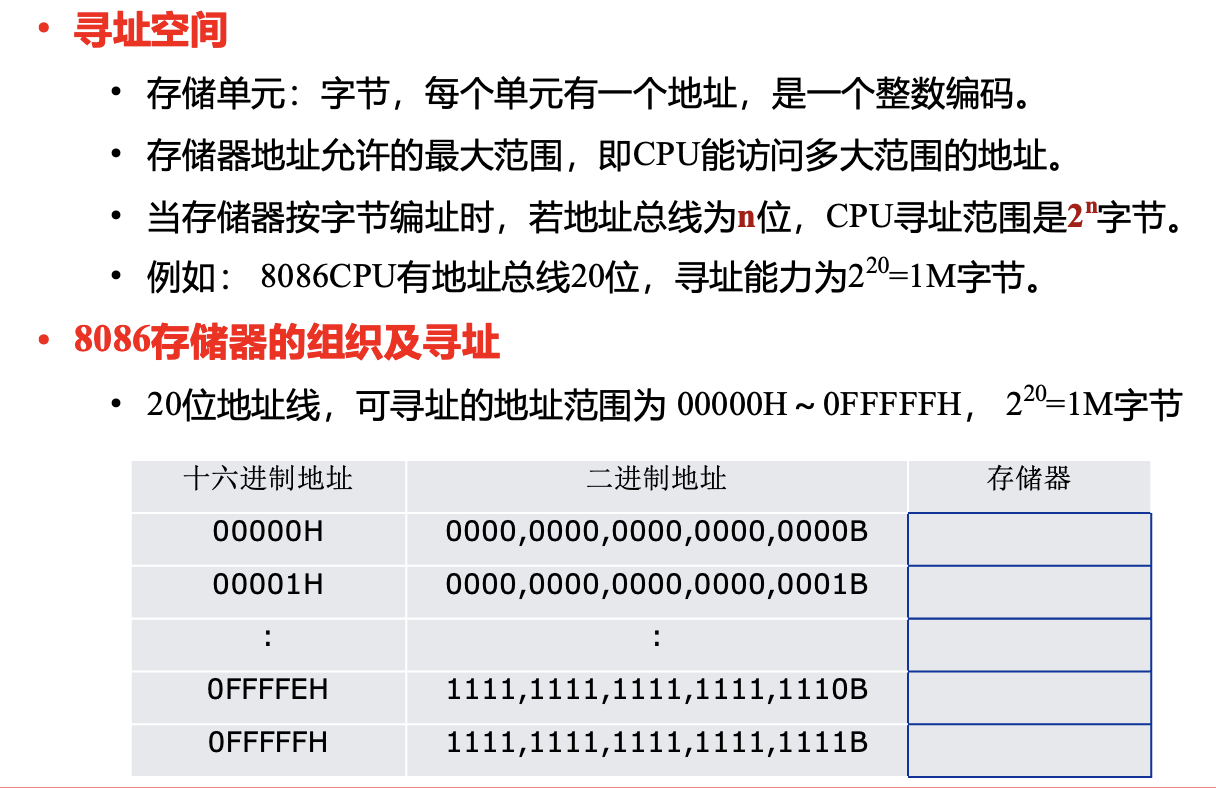 • 寻址空间
• 存储单元：字节，每个单元有一个地址，是一个整数编码。
• 存储器地址允许的最大范围，即CPU能访问多大范围的地址。
• 当存储器按字节编址时，若地址总线为n位，CPU寻址范围是2ⁿ字节。
• 例如： 8086CPU有地址总线20位，寻址能力为2²⁰=1M字节。
• 8086存储器的组织及寻址
• 20位地址线，可寻址的地址范围为 00000H～0FFFFFH， 2²⁰=1M字节
十六进制地址 二进制地址 存储器
00000H 0000,0000,0000,0000,0000B
00001H 0000,0000,0000,0000,0001B
: :
0FFFFEH 1111,1111,1111,1111,1110B
0FFFFFH 1111,1111,1111,1111,1111B